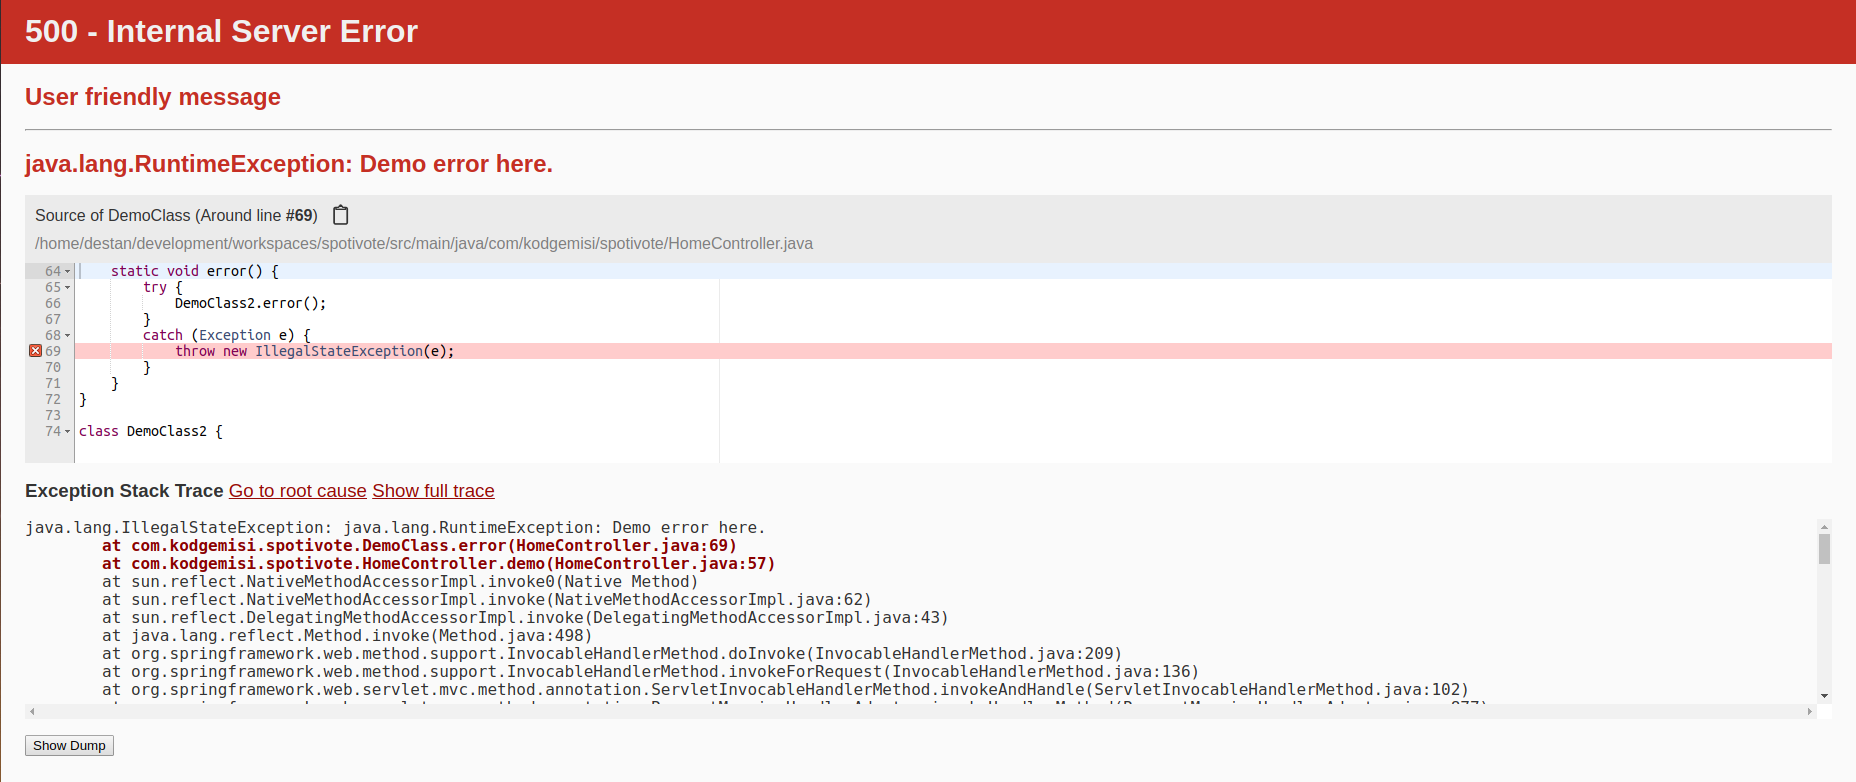 500 - Internal Server Error
User friendly message
java.lang.RuntimeException: Demo error here.
Source of DemoClass (Around line #69)
/home/destan/development/workspaces/spotivote/src/main/java/com/kodgemisi/spotivote/HomeController.java
64     static void error() {
65         try {
66             DemoClass2.error();
67         }
68         catch (Exception e) {
69             throw new IllegalStateException(e);
70         }
71     }
72 }
73
74 class DemoClass2 {
Exception Stack Trace Go to root cause Show full trace
java.lang.IllegalStateException: java.lang.RuntimeException: Demo error here.
        at com.kodgemisi.spotivote.DemoClass.error(HomeController.java:69)
        at com.kodgemisi.spotivote.HomeController.demo(HomeController.java:57)
        at sun.reflect.NativeMethodAccessorImpl.invoke0(Native Method)
        at sun.reflect.NativeMethodAccessorImpl.invoke(NativeMethodAccessorImpl.java:62)
        at sun.reflect.DelegatingMethodAccessorImpl.invoke(DelegatingMethodAccessorImpl.java:43)
        at java.lang.reflect.Method.invoke(Method.java:498)
        at org.springframework.web.method.support.InvocableHandlerMethod.doInvoke(InvocableHandlerMethod.java:209)
        at org.springframework.web.method.support.InvocableHandlerMethod.invokeForRequest(InvocableHandlerMethod.java:136)
        at org.springframework.web.servlet.mvc.method.annotation.ServletInvocableHandlerMethod.invokeAndHandle(ServletInvocableHandlerMethod.java:102)
Show Dump